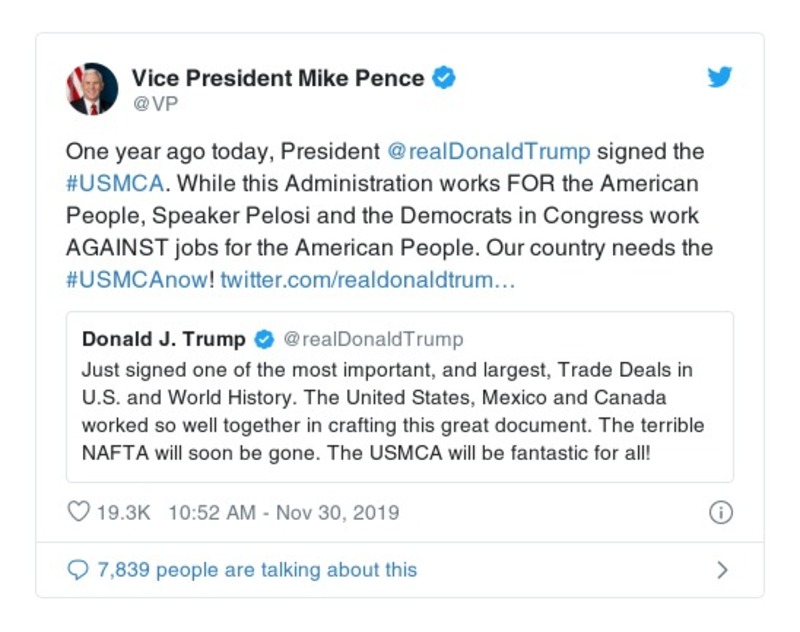 Vice President Mike Pence
@VP
One year ago today, President @realDonaldTrump signed the
#USMCA. While this Administration works FOR the American
People, Speaker Pelosi and the Democrats in Congress work
AGAINST jobs for the American People. Our country needs the
#USMCAnow! twitter.com/realdonaldtrum…
Donald J. Trump @realDonaldTrump
Just signed one of the most important, and largest, Trade Deals in
U.S. and World History. The United States, Mexico and Canada
worked so well together in crafting this great document. The terrible
NAFTA will soon be gone. The USMCA will be fantastic for all!
19.3K 10:52 AM - Nov 30, 2019
7,839 people are talking about this